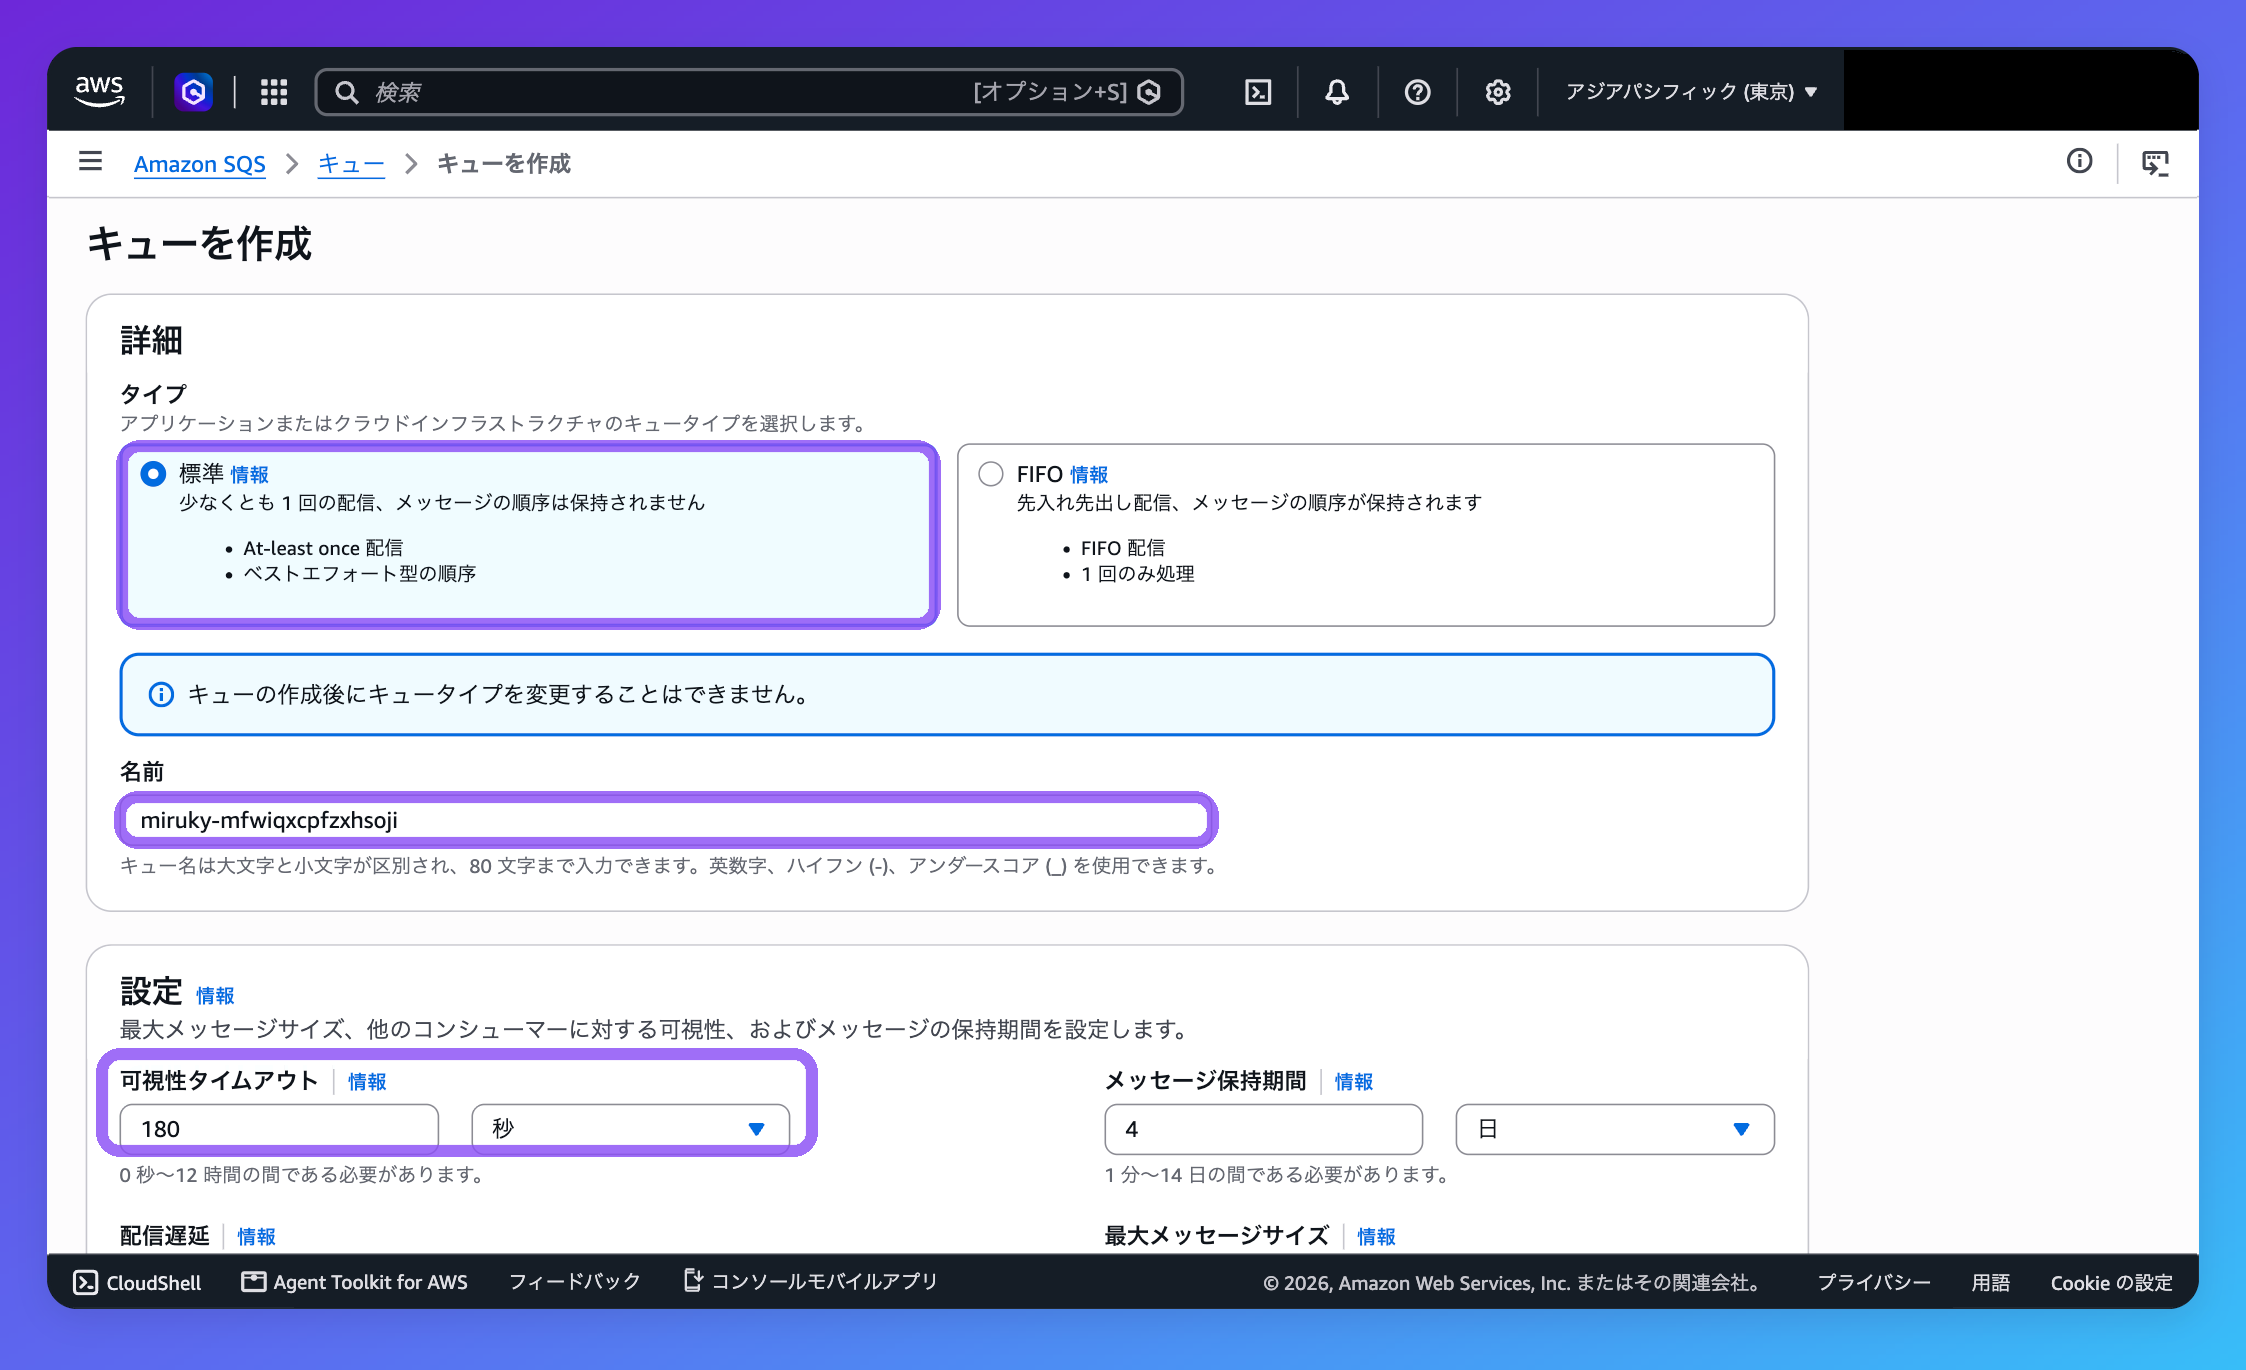 aws
検索 [オプション+S]
アジアパシフィック (東京) ▼
Amazon SQS > キュー > キューを作成
キューを作成
詳細
タイプ
アプリケーションまたはクラウドインフラストラクチャのキュータイプを選択します。
標準 情報
少なくとも 1 回の配信、メッセージの順序は保持されません
• At-least once 配信
• ベストエフォート型の順序
FIFO 情報
先入れ先出し配信、メッセージの順序が保持されます
• FIFO 配信
• 1 回のみ処理
キューの作成後にキュータイプを変更することはできません。
名前
miruky-mfwiqxcpfzxhsoji
キュー名は大文字と小文字が区別され、80 文字まで入力できます。英数字、ハイフン (-)、アンダースコア (_) を使用できます。
設定 情報
最大メッセージサイズ、他のコンシューマーに対する可視性、およびメッセージの保持期間を設定します。
可視性タイムアウト 情報
180 秒
0 秒～12 時間の間である必要があります。
メッセージ保持期間 情報
4 日
1 分～14 日の間である必要があります。
配信遅延 情報
最大メッセージサイズ 情報
CloudShell Agent Toolkit for AWS フィードバック コンソールモバイルアプリ © 2026, Amazon Web Services, Inc. またはその関連会社。 プライバシー 用語 Cookie の設定